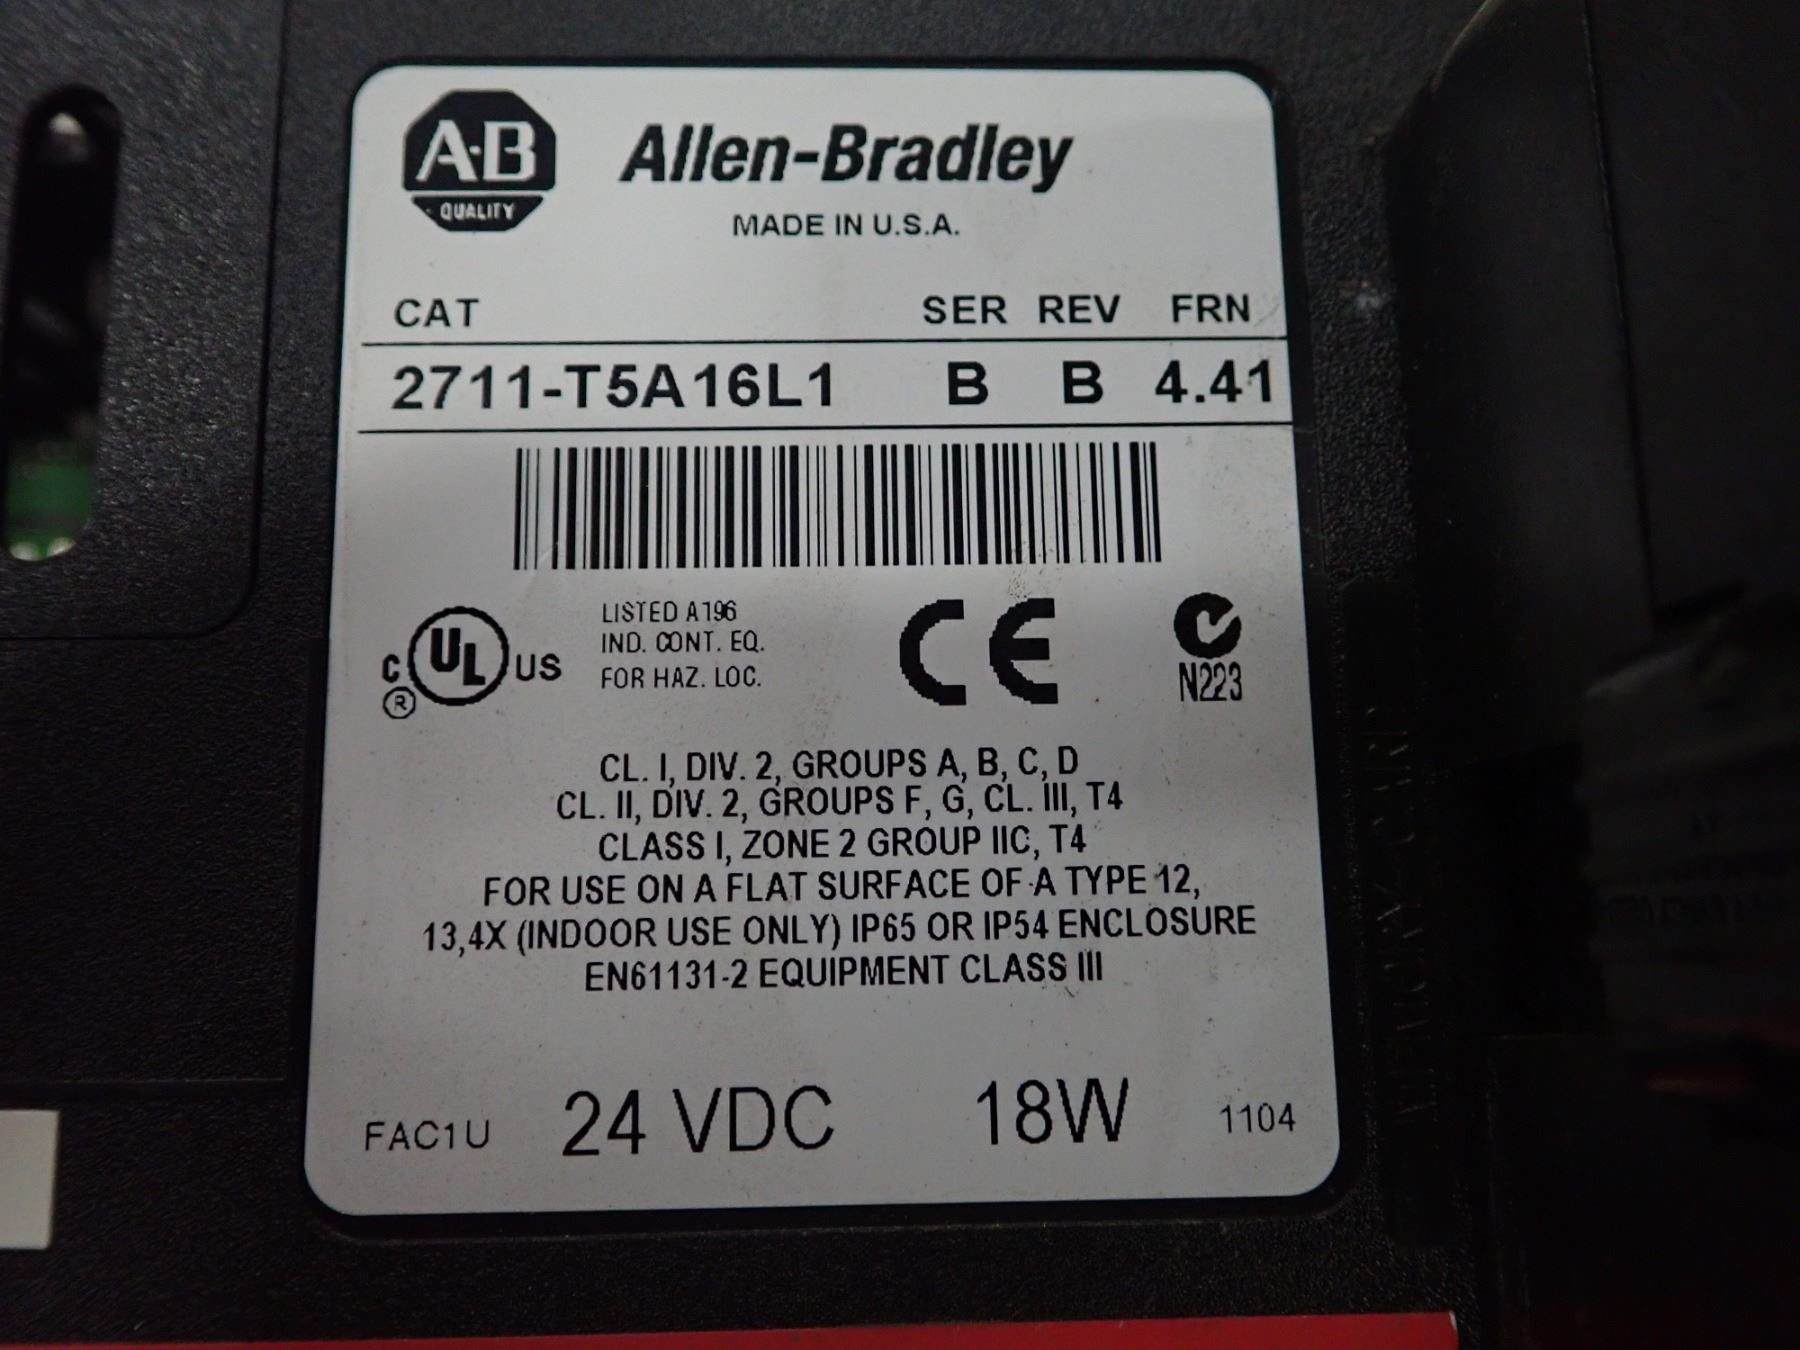 A·B
QUALITY
Allen-Bradley
MADE IN U.S.A.
CAT SER REV FRN
2711-T5A16L1 B B 4.41
C UL US
®
LISTED A196
IND. CONT. EQ.
FOR HAZ. LOC.
CE
N223
CL. I, DIV. 2, GROUPS A, B, C, D
CL. II, DIV. 2, GROUPS F, G, CL. III, T4
CLASS I, ZONE 2 GROUP IIC, T4
FOR USE ON A FLAT SURFACE OF A TYPE 12,
13,4X (INDOOR USE ONLY) IP65 OR IP54 ENCLOSURE
EN61131-2 EQUIPMENT CLASS III
FAC1U 24 VDC 18W 1104
MEMORY CARD